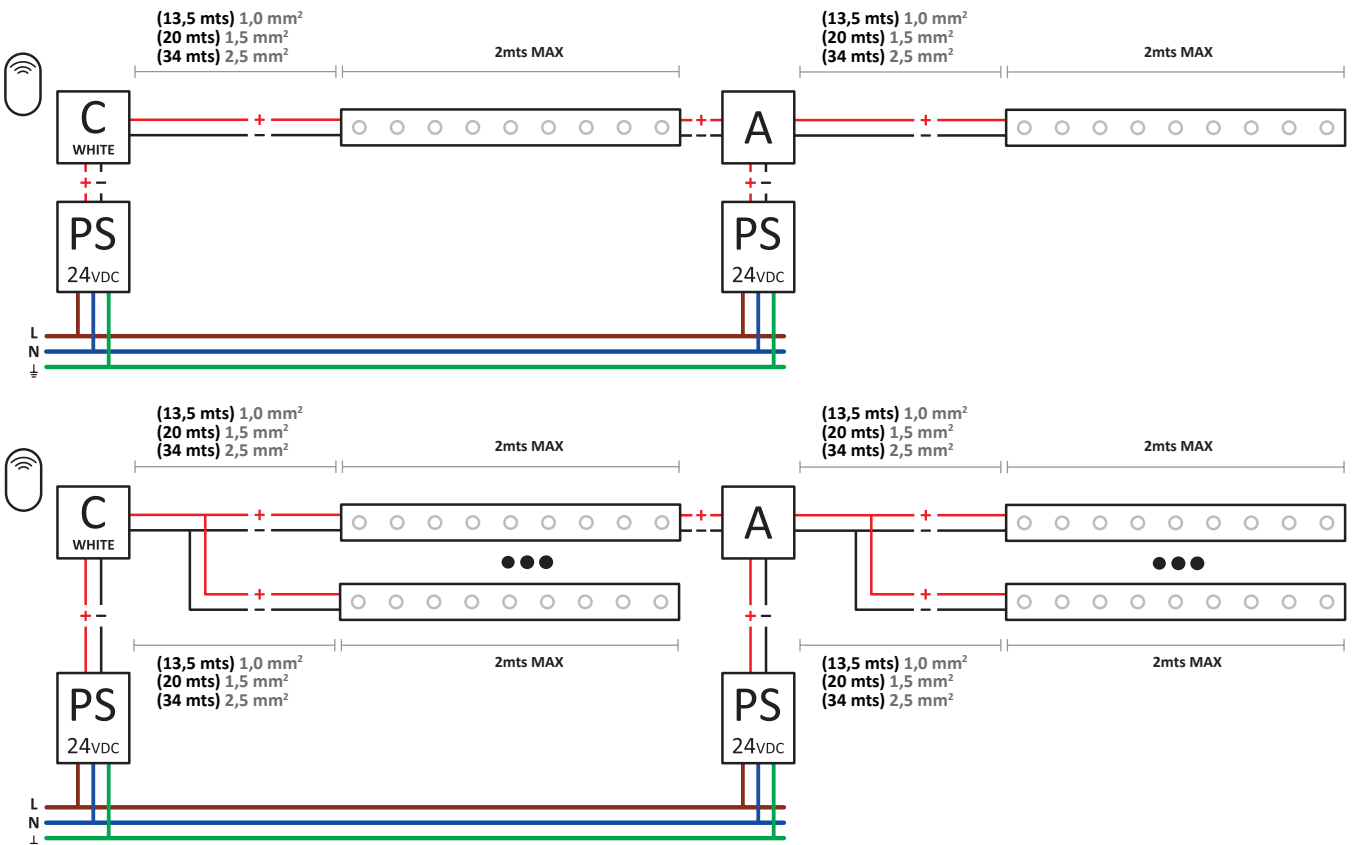 (13,5 mts) 1,0 mm²
(20 mts) 1,5 mm²
(34 mts) 2,5 mm²
2mts MAX
(13,5 mts) 1,0 mm²
(20 mts) 1,5 mm²
(34 mts) 2,5 mm²
2mts MAX
C
WHITE
+
−
+
−
A
+
−
+ −
+ −
PS
24VDC
PS
24VDC
L
N
(13,5 mts) 1,0 mm²
(20 mts) 1,5 mm²
(34 mts) 2,5 mm²
2mts MAX
(13,5 mts) 1,0 mm²
(20 mts) 1,5 mm²
(34 mts) 2,5 mm²
2mts MAX
C
WHITE
+
−
+
−
A
+
−
+
−
+
−
+ −
+ −
(13,5 mts) 1,0 mm²
(20 mts) 1,5 mm²
(34 mts) 2,5 mm²
2mts MAX
(13,5 mts) 1,0 mm²
(20 mts) 1,5 mm²
(34 mts) 2,5 mm²
2mts MAX
PS
24VDC
PS
24VDC
L
N